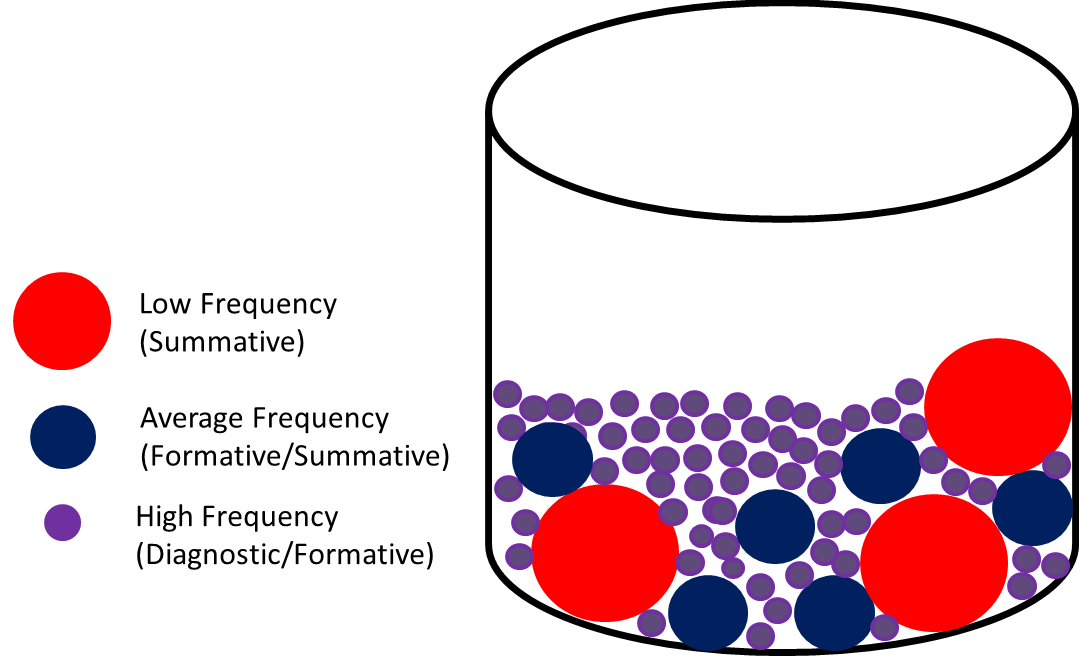 Low Frequency
(Summative)
Average Frequency
(Formative/Summative)
High Frequency
(Diagnostic/Formative)